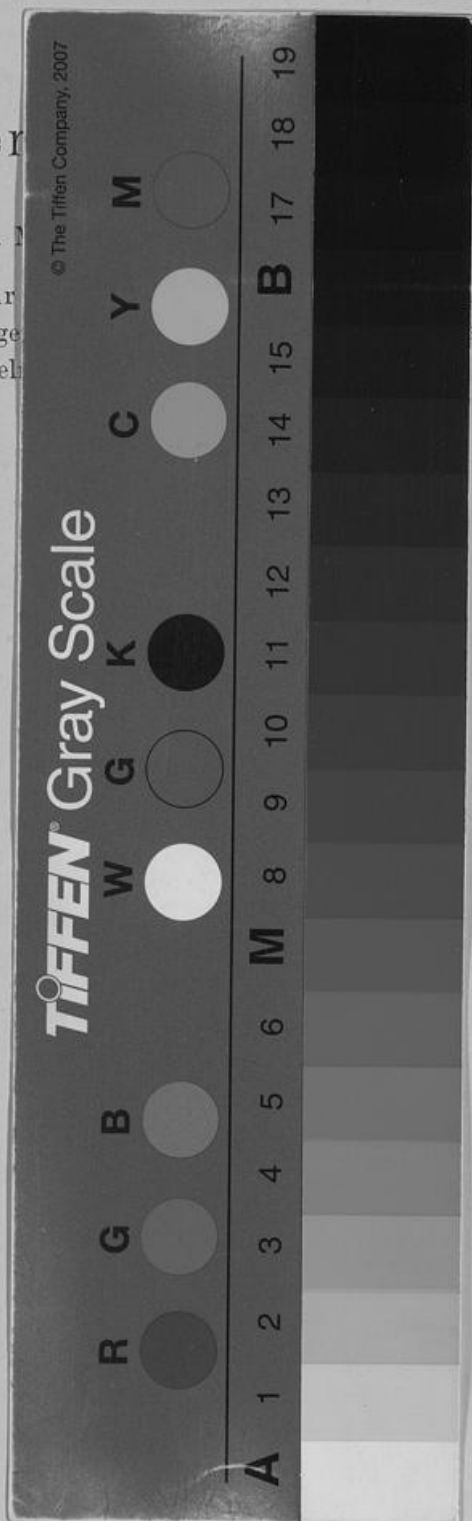 © The Tiffen Company, 2007
TIFFEN® Gray Scale
R G B W G K C Y M
A 1 2 3 4 5 6 M 8 9 10 11 12 13 14 15 B 17 18 19